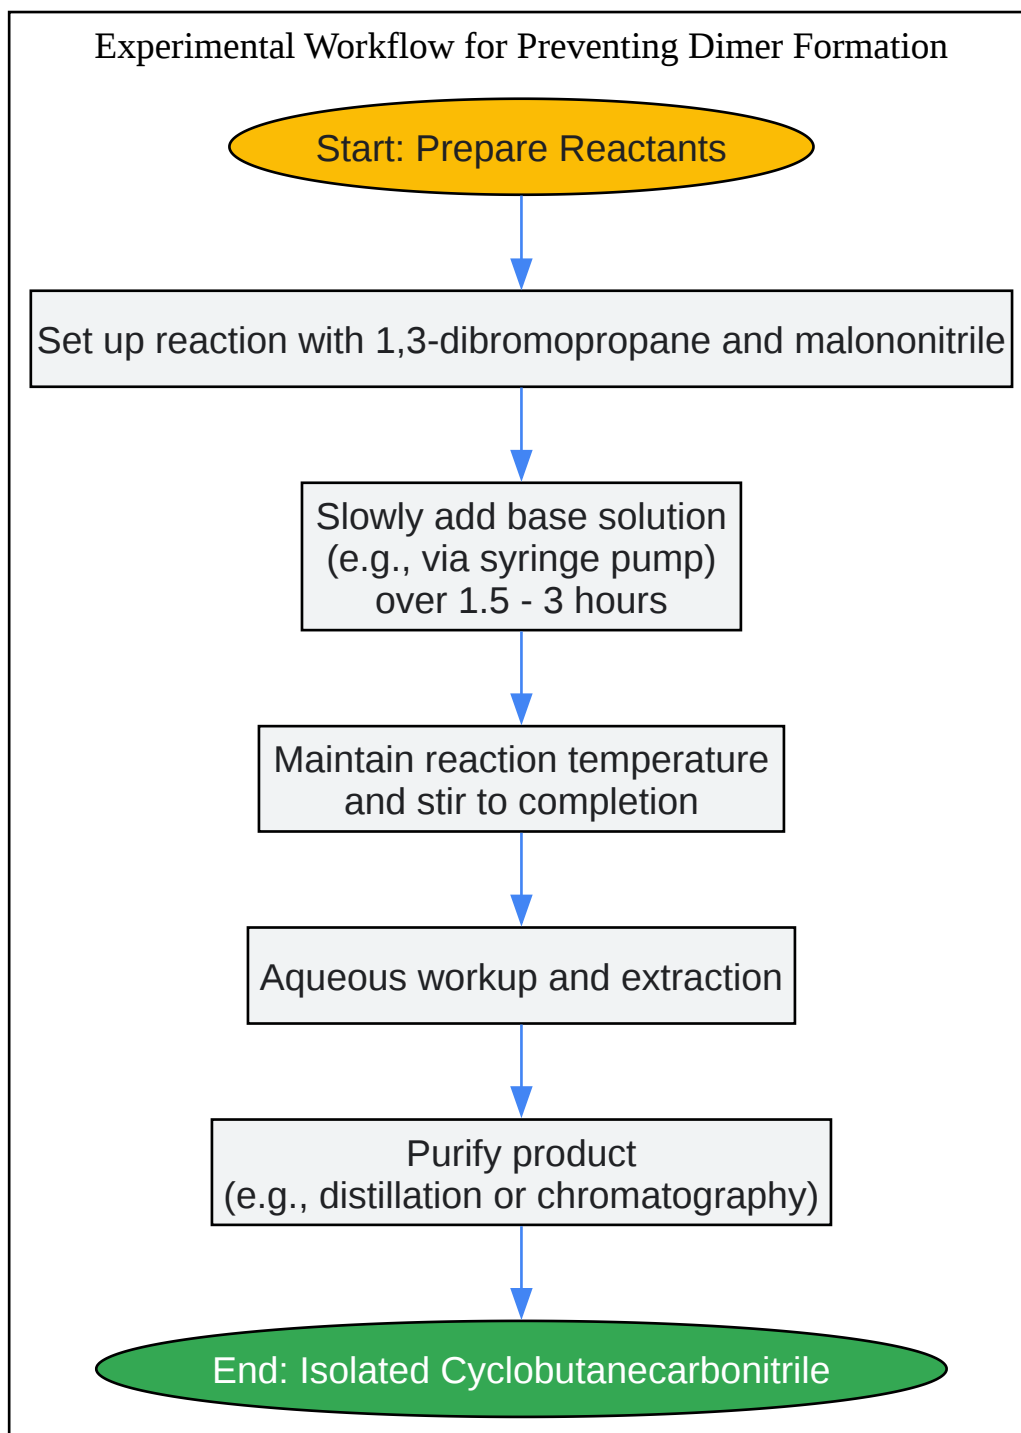 Experimental Workflow for Preventing Dimer Formation
Start: Prepare Reactants
Set up reaction with 1,3-dibromopropane and malononitrile
Slowly add base solution
(e.g., via syringe pump)
over 1.5 - 3 hours
Maintain reaction temperature
and stir to completion
Aqueous workup and extraction
Purify product
(e.g., distillation or chromatography)
End: Isolated Cyclobutanecarbonitrile